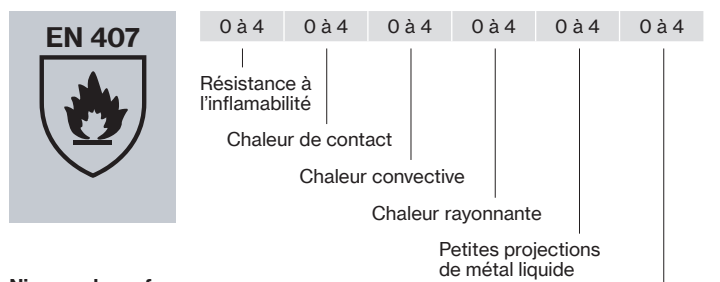 EN 407
0 à 4 0 à 4 0 à 4 0 à 4 0 à 4 0 à 4
Résistance à
l'inflamabilité
Chaleur de contact
Chaleur convective
Chaleur rayonnante
Petites projections
de métal liquide